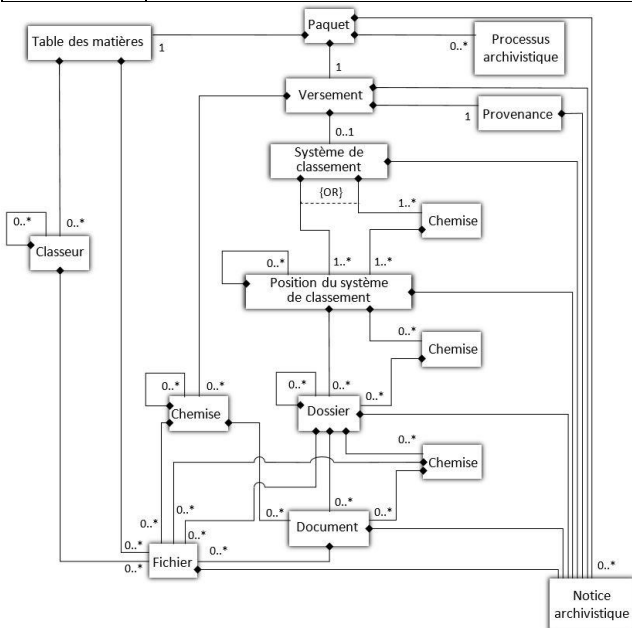 Paquet
Table des matières
1
0..*
Processus
archivistique
1
Versement
1
Provenance
0..1
Système de
classement
{OR}
1..*
Chemise
0..*
0..*
Classeur
0..*
1..*
1..*
Position du système
de classement
0..*
Chemise
0..*
0..*
0..*
0..*
0..*
Chemise
Dossier
0..*
Chemise
0..*
0..*
0..*
0..*
Document
0..*
0..*
0..*
0..*
Fichier
0..*
0..*
Notice
archivistique